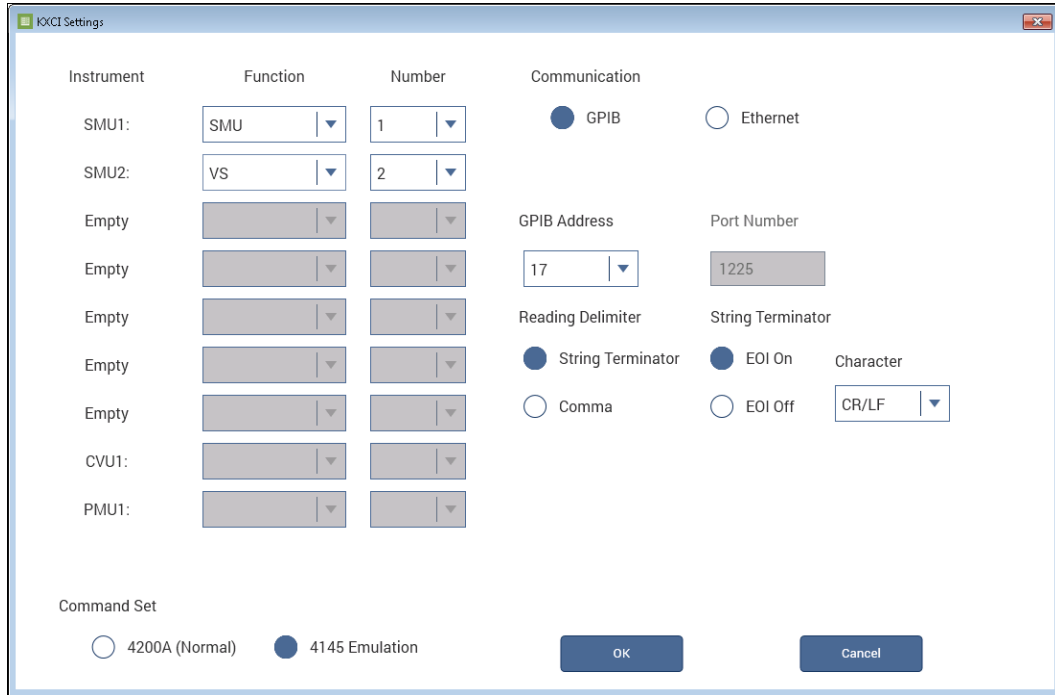 KXCI Settings
Instrument Function Number Communication
SMU1: SMU 1 GPIB Ethernet
SMU2: VS 2
Empty GPIB Address Port Number
Empty 17 1225
Empty Reading Delimiter String Terminator
Empty String Terminator EOI On Character
Empty Comma EOI Off CR/LF
CVU1:
PMU1:
Command Set
4200A (Normal) 4145 Emulation OK Cancel